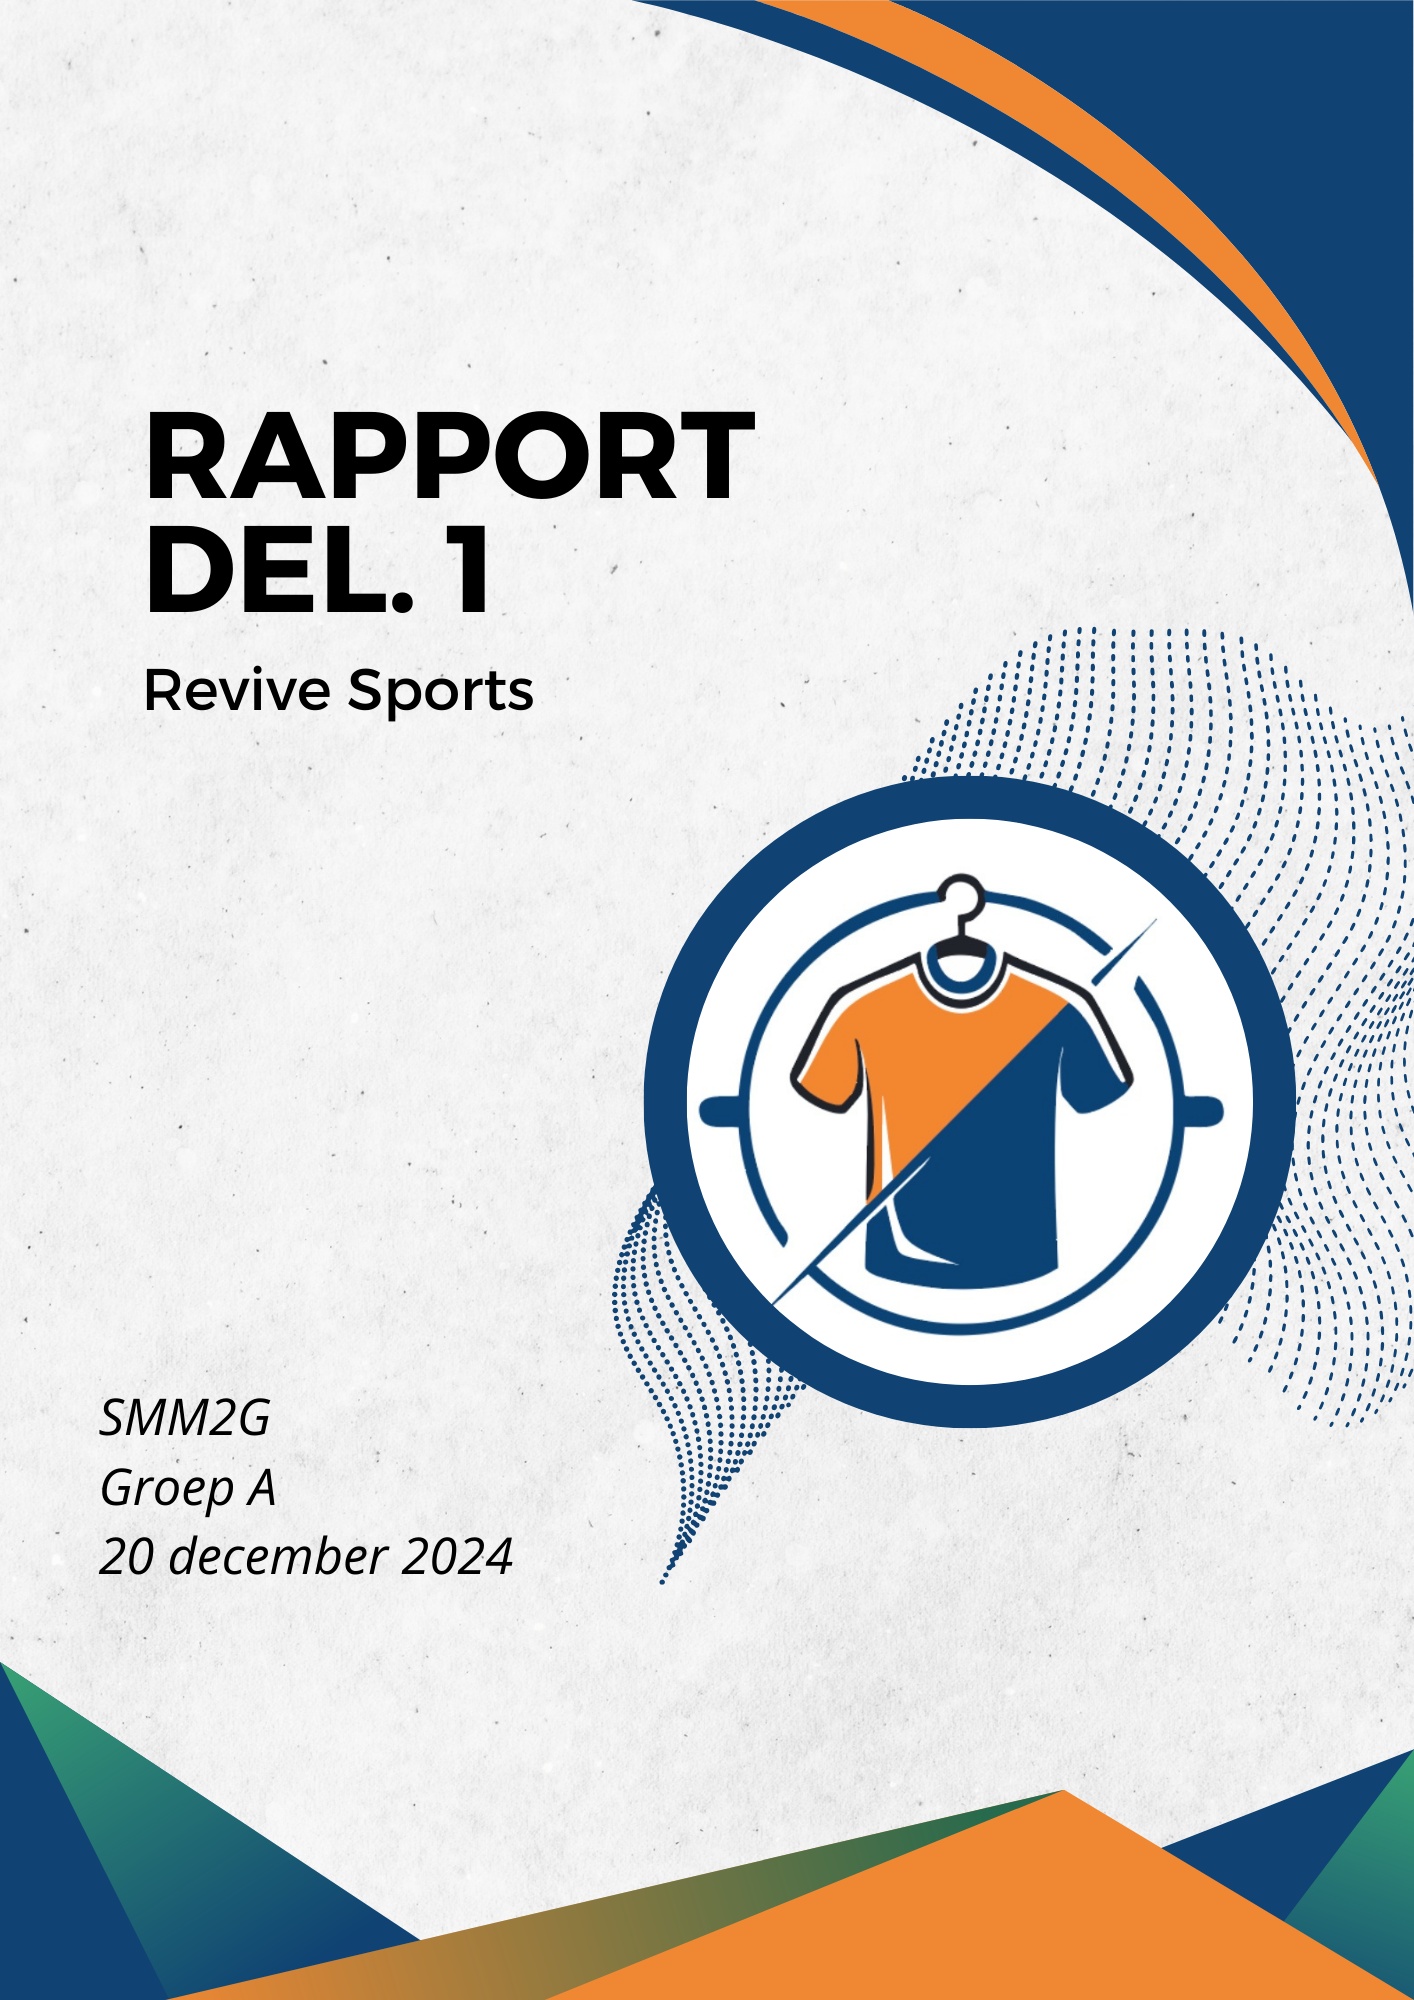 RAPPORT
DEL. 1
Revive Sports
SMM2G
Groep A
20 december 2024